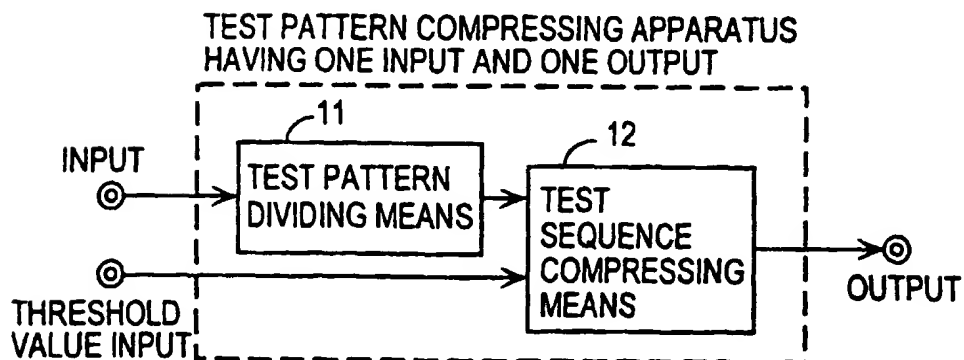 TEST PATTERN COMPRESSING APPARATUS
HAVING ONE INPUT AND ONE OUTPUT
11
12
INPUT
TEST PATTERN
DIVIDING MEANS
TEST
SEQUENCE
COMPRESSING
MEANS
OUTPUT
THRESHOLD
VALUE INPUT